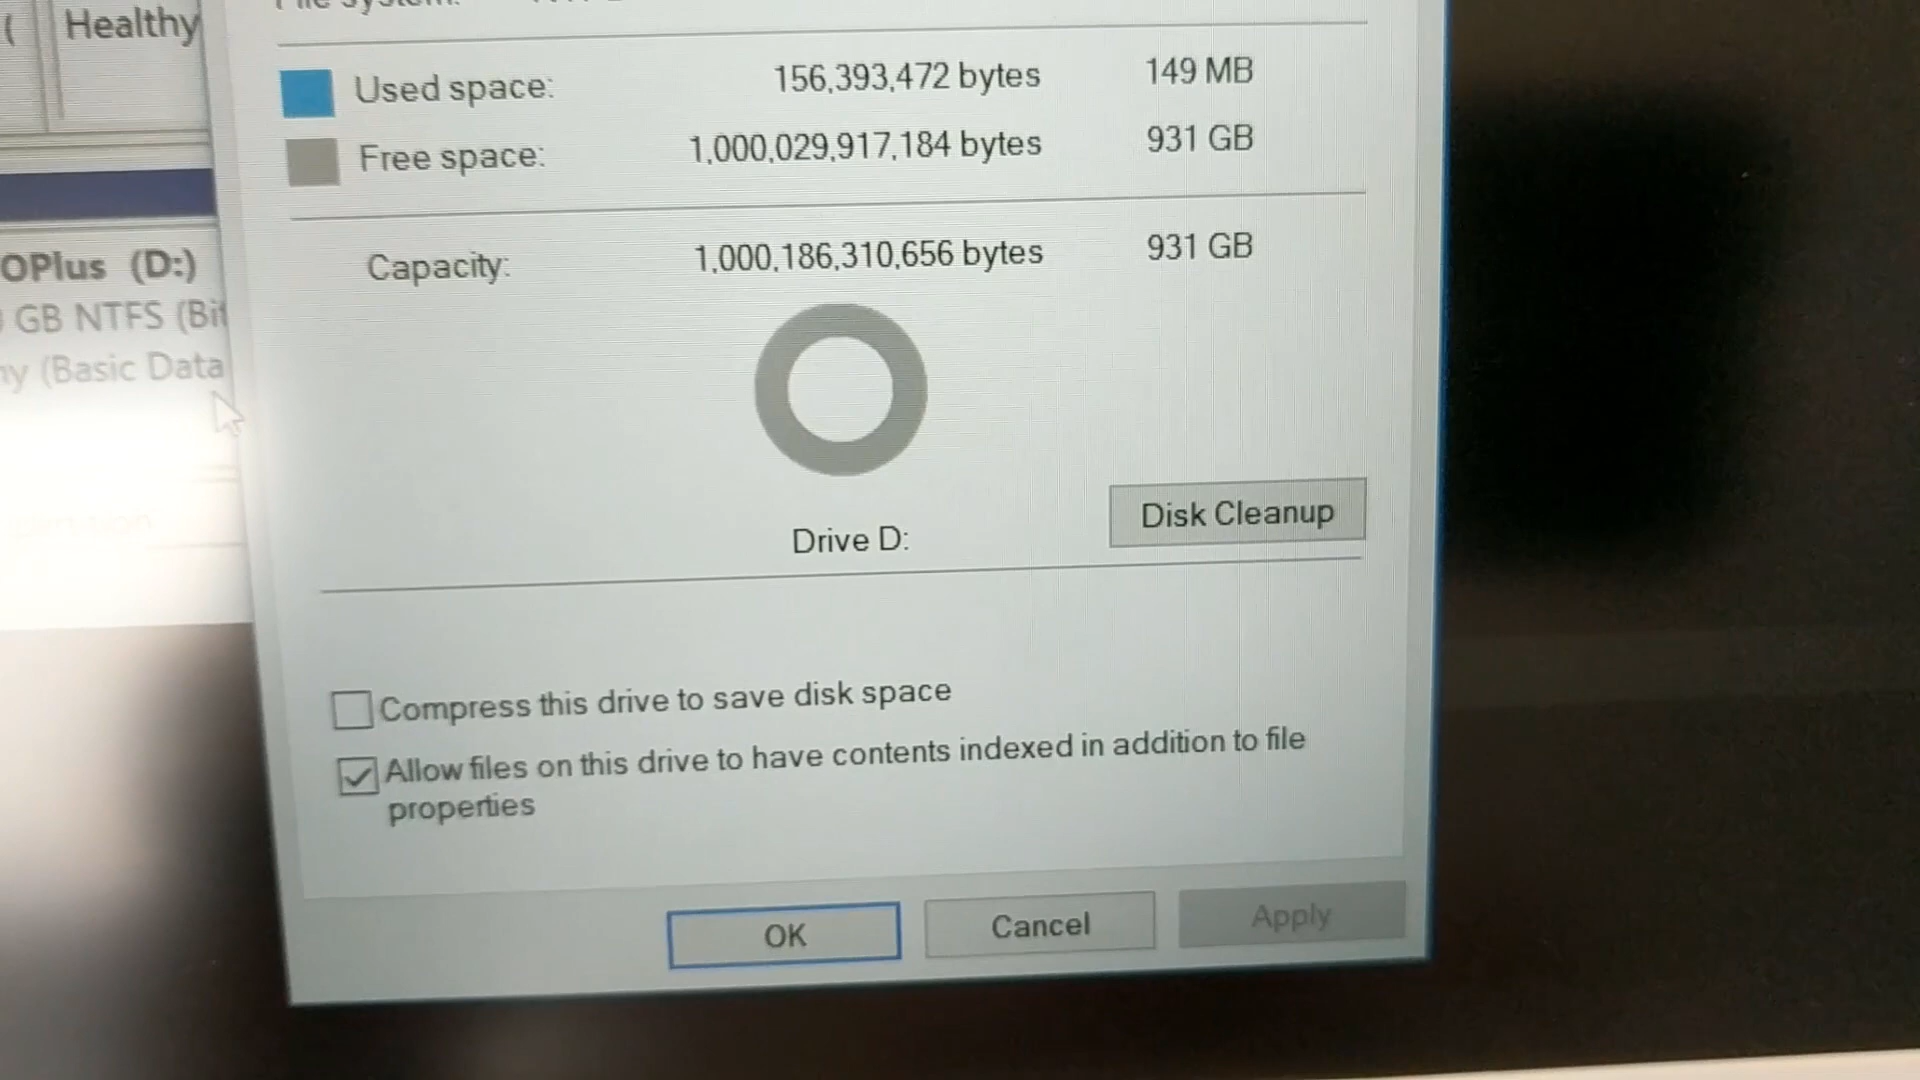 Healthy
File system:
Used space: 156,393,472 bytes 149 MB
Free space: 1,000,029,917,184 bytes 931 GB
OPlus (D:)
GB NTFS (Bit
Capacity: 1,000,186,310,656 bytes 931 GB
(Basic Data
Drive D:
Disk Cleanup
Compress this drive to save disk space
Allow files on this drive to have contents indexed in addition to file
properties
OK Cancel Apply